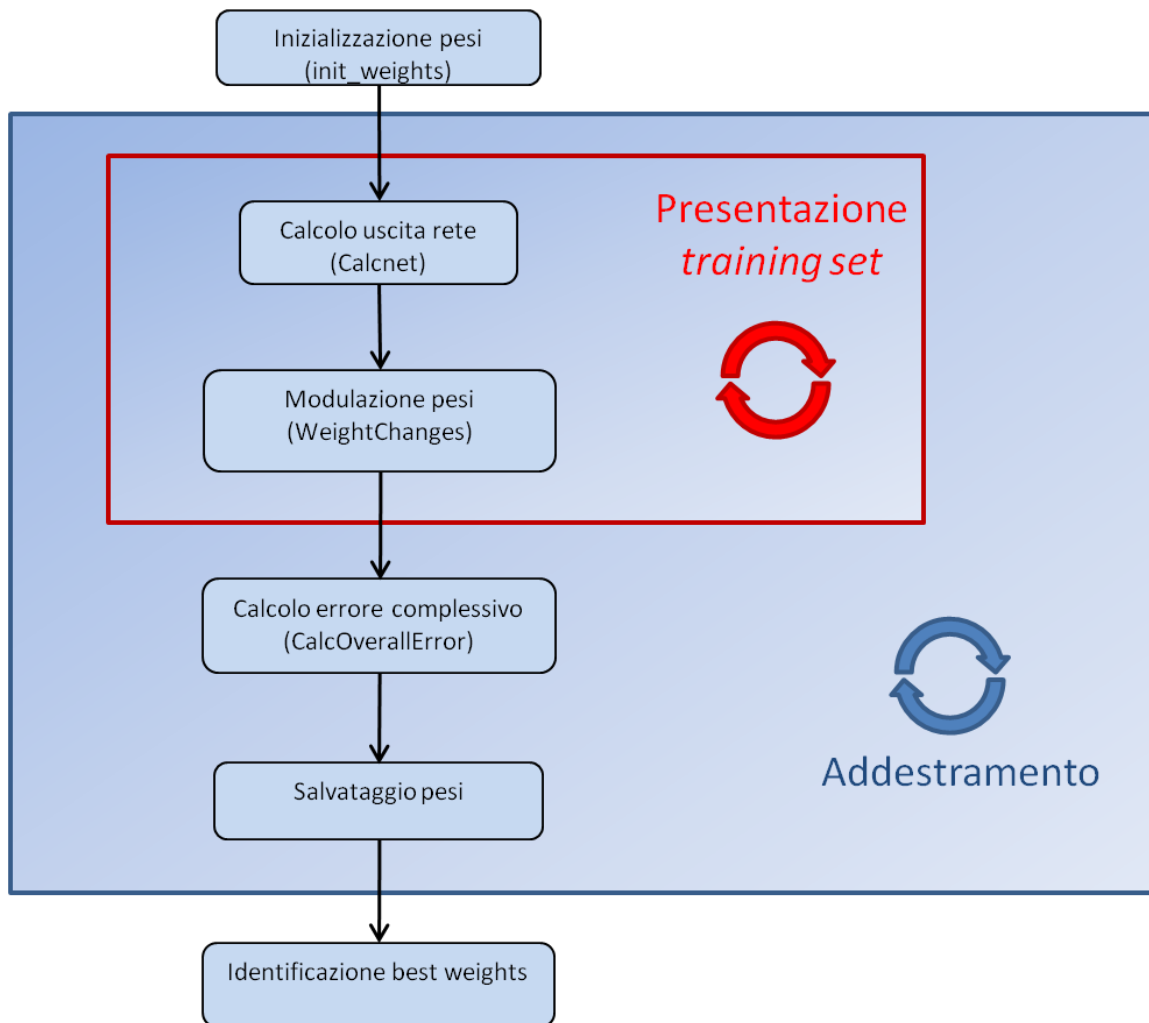 Inizializzazione pesi
(init_weights)
Presentazione
training set
Calcolo uscita rete
(Calcnet)
Modulazione pesi
(WeightChanges)
Calcolo errore complessivo
(CalcOverallError)
Addestramento
Salvataggio pesi
Identificazione best weights